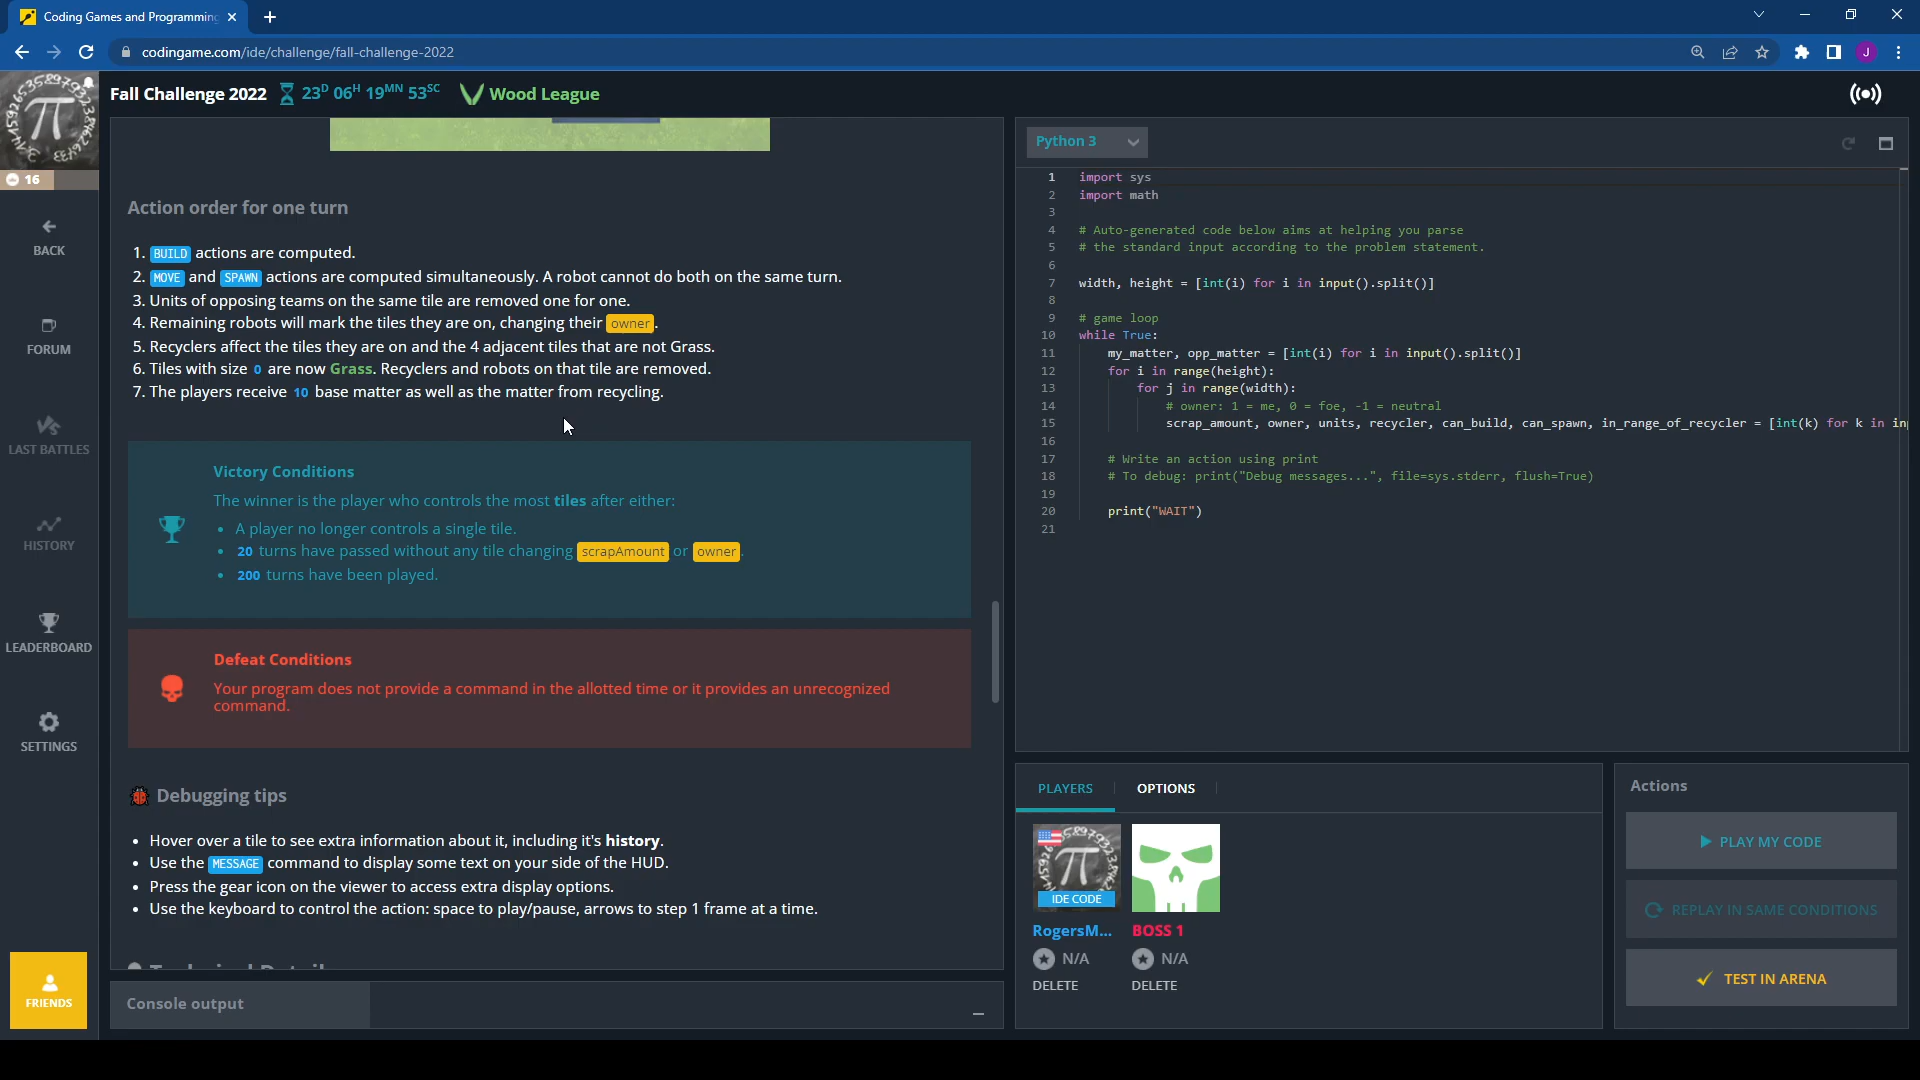 Coding Games and Programming
codingame.com/ide/challenge/fall-challenge-2022
J
Fall Challenge 2022 23D 06H 19MN 53SC Wood League
16
BACK
FORUM
LAST BATTLES
HISTORY
LEADERBOARD
SETTINGS
FRIENDS
Action order for one turn
1. BUILD actions are computed.
2. MOVE and SPAWN actions are computed simultaneously. A robot cannot do both on the same turn.
3. Units of opposing teams on the same tile are removed one for one.
4. Remaining robots will mark the tiles they are on, changing their owner.
5. Recyclers affect the tiles they are on and the 4 adjacent tiles that are not Grass.
6. Tiles with size 0 are now Grass. Recyclers and robots on that tile are removed.
7. The players receive 10 base matter as well as the matter from recycling.
Victory Conditions
The winner is the player who controls the most tiles after either:
• A player no longer controls a single tile.
• 20 turns have passed without any tile changing scrapAmount or owner.
• 200 turns have been played.
Defeat Conditions
Your program does not provide a command in the allotted time or it provides an unrecognized
command.
Debugging tips
• Hover over a tile to see extra information about it, including it's history.
• Use the MESSAGE command to display some text on your side of the HUD.
• Press the gear icon on the viewer to access extra display options.
• Use the keyboard to control the action: space to play/pause, arrows to step 1 frame at a time.
Console output
Python 3
1 import sys
2 import math
3
4 # Auto-generated code below aims at helping you parse
5 # the standard input according to the problem statement.
6
7 width, height = [int(i) for i in input().split()]
8
9 # game loop
10 while True:
11 my_matter, opp_matter = [int(i) for i in input().split()]
12 for i in range(height):
13 for j in range(width):
14 # owner: 1 = me, 0 = foe, -1 = neutral
15 scrap_amount, owner, units, recycler, can_build, can_spawn, in_range_of_recycler = [int(k) for k in
16
17 # Write an action using print
18 # To debug: print("Debug messages...", file=sys.stderr, flush=True)
19
20 print("WAIT")
21
PLAYERS OPTIONS
IDE CODE
RogersM... BOSS 1
N/A N/A
DELETE DELETE
Actions
PLAY MY CODE
REPLAY IN SAME CONDITIONS
TEST IN ARENA